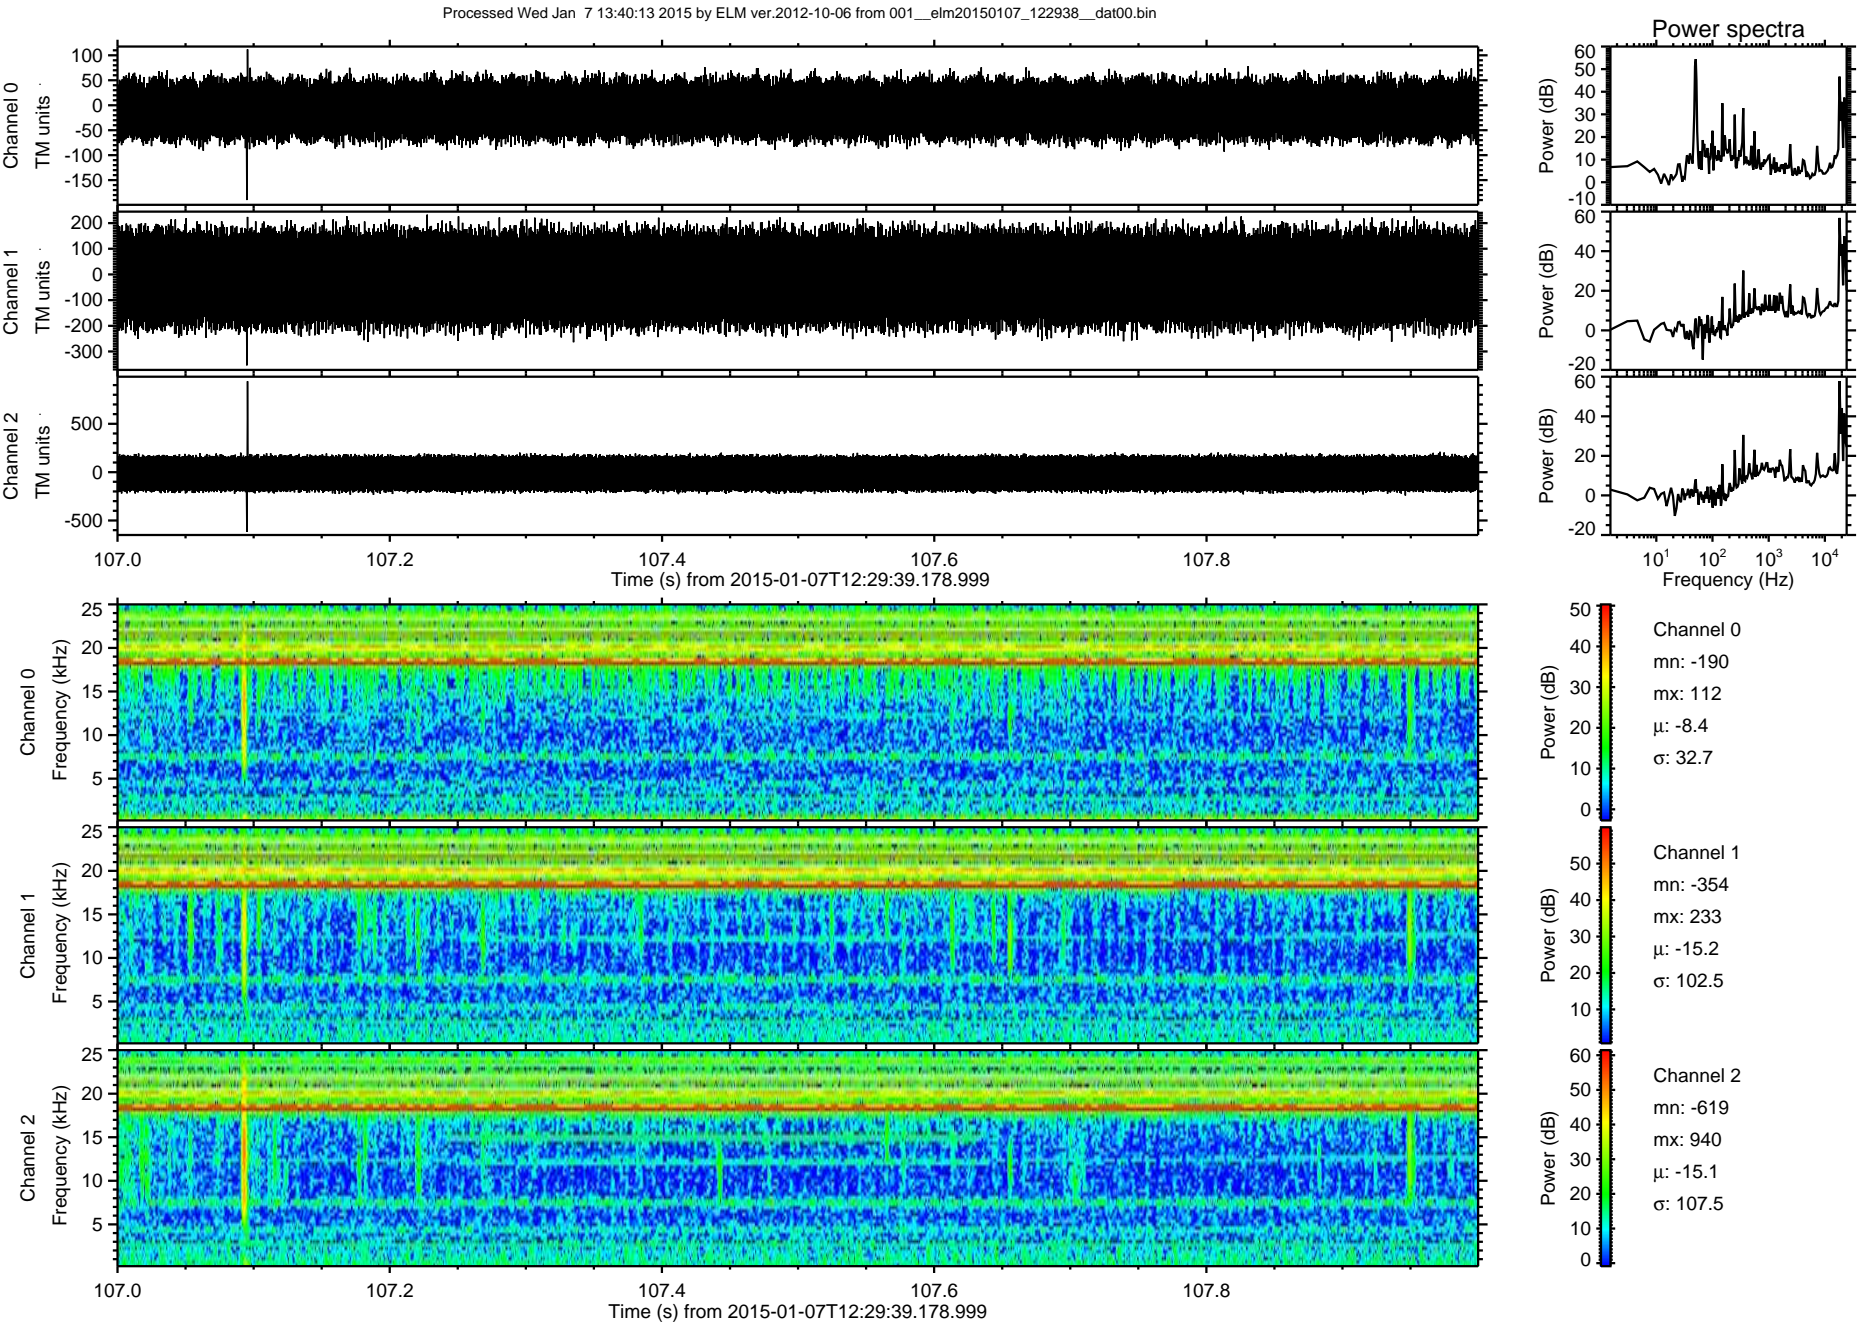 Processed Wed Jan  7 13:40:13 2015 by ELM ver.2012-10-06 from 001__elm20150107_122938__dat00.bin
Power spectra
Channel 0
TM units
100
50
0
-50
-100
-150
Power (dB)
60
50
40
30
20
10
0
-10
Channel 1
TM units
200
100
0
-100
-200
-300
Power (dB)
60
40
20
0
-20
Channel 2
TM units
500
0
-500
Power (dB)
60
40
20
0
-20
107.0 107.2 107.4 107.6 107.8
Time (s) from 2015-01-07T12:29:39.178.999
10¹ 10² 10³ 10⁴
Frequency (Hz)
Channel 0
Frequency (kHz)
25
20
15
10
5
Power (dB)
50
40
30
20
10
0
Channel 0
mn: -190
mx: 112
μ: -8.4
σ: 32.7
Channel 1
Frequency (kHz)
25
20
15
10
5
Power (dB)
50
40
30
20
10
Channel 1
mn: -354
mx: 233
μ: -15.2
σ: 102.5
Channel 2
Frequency (kHz)
25
20
15
10
5
Power (dB)
60
50
40
30
20
10
0
Channel 2
mn: -619
mx: 940
μ: -15.1
σ: 107.5
107.0 107.2 107.4 107.6 107.8
Time (s) from 2015-01-07T12:29:39.178.999